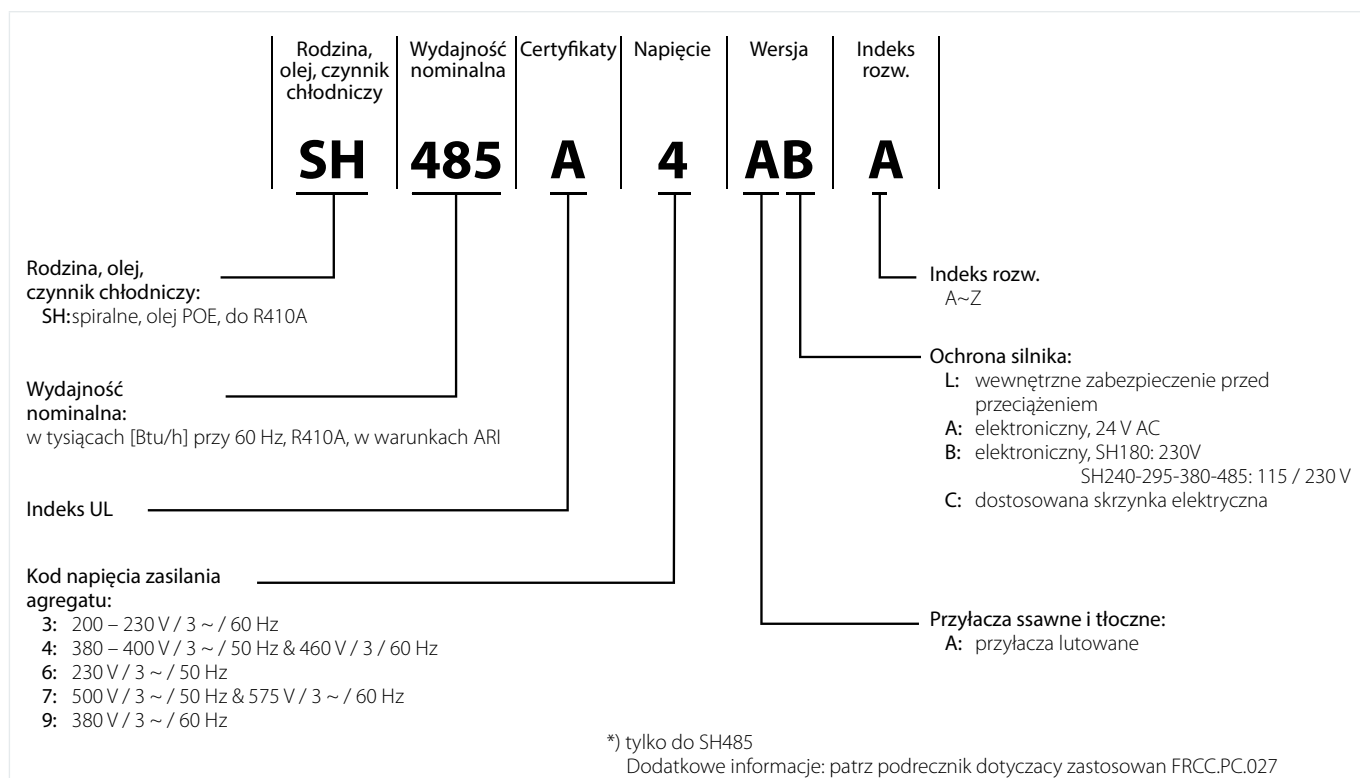 Rodzina,
olej, czynnik
chłodniczy
Wydajność
nominalna
Certyfikaty
Napięcie
Wersja
Indeks
rozw.
SH 485 A 4 AB A
Rodzina, olej,
czynnik chłodniczy:
SH:spiralne, olej POE, do R410A
Wydajność
nominalna:
w tysiącach [Btu/h] przy 60 Hz, R410A, w warunkach ARI
Indeks UL
Kod napięcia zasilania
agregatu:
3: 200 – 230 V / 3 ~ / 60 Hz
4: 380 – 400 V / 3 ~ / 50 Hz & 460 V / 3 / 60 Hz
6: 230 V / 3 ~ / 50 Hz
7: 500 V / 3 ~ / 50 Hz & 575 V / 3 ~ / 60 Hz
9: 380 V / 3 ~ / 60 Hz
Indeks rozw.
A~Z
Ochrona silnika:
L: wewnętrzne zabezpieczenie przed
przeciążeniem
A: elektroniczny, 24 V AC
B: elektroniczny, SH180: 230V
SH240-295-380-485: 115 / 230 V
C: dostosowana skrzynka elektryczna
Przyłacza ssawne i tłoczne:
A: przyłacza lutowane
*) tylko do SH485
Dodatkowe informacje: patrz podrecznik dotyczacy zastosowan FRCC.PC.027